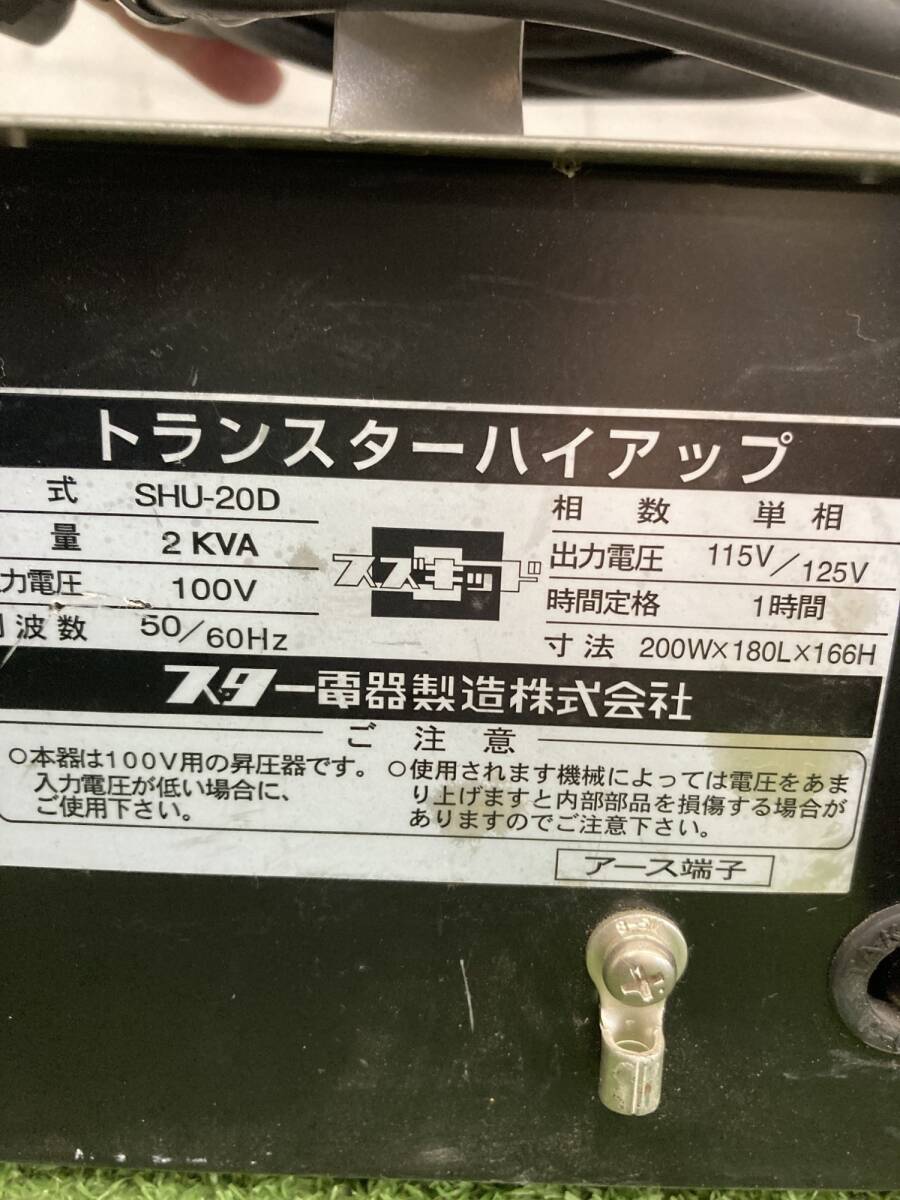 トランスターハイアップ
式 SHU-20D
量 2 KVA
力電圧 100V
波数 50/60Hz
スズキッド
相数 単相
出力電圧 115V/125V
時間定格 1時間
寸法 200W×180L×166H
スター電器製造株式会社
ご注意
○本器は100V用の昇圧器です。
入力電圧が低い場合に、
ご使用下さい。
○使用されます機械によっては電圧をあま
り上げますと内部部品を損傷する場合が
ありますのでご注意下さい。
アース端子